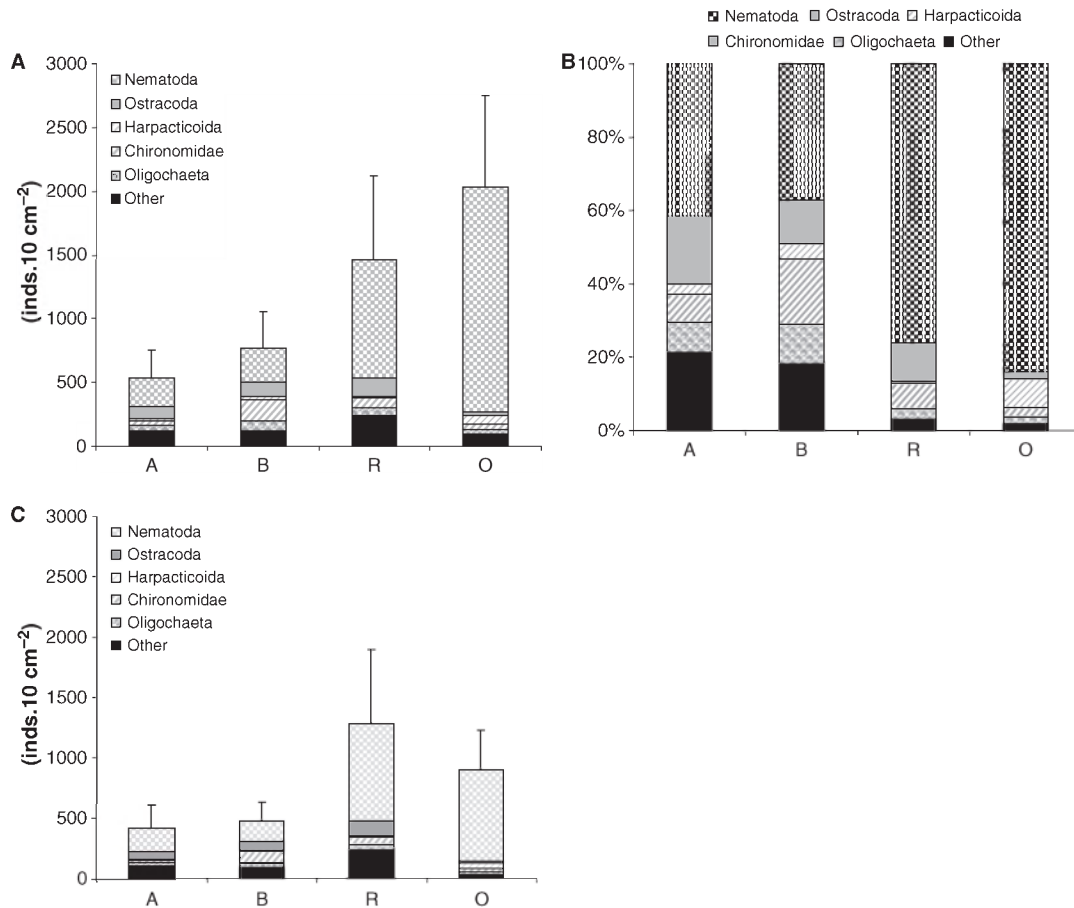 A
3000
2500
2000
1500
1000
500
0
(inds.10 cm⁻²)
Nematoda
Ostracoda
Harpacticoida
Chironomidae
Oligochaeta
Other
A B R O
Nematoda Ostracoda Harpacticoida
Chironomidae Oligochaeta Other
B
100%
80%
60%
40%
20%
0%
A B R O
C
3000
2500
2000
1500
1000
500
0
(inds.10 cm⁻²)
Nematoda
Ostracoda
Harpacticoida
Chironomidae
Oligochaeta
Other
A B R O